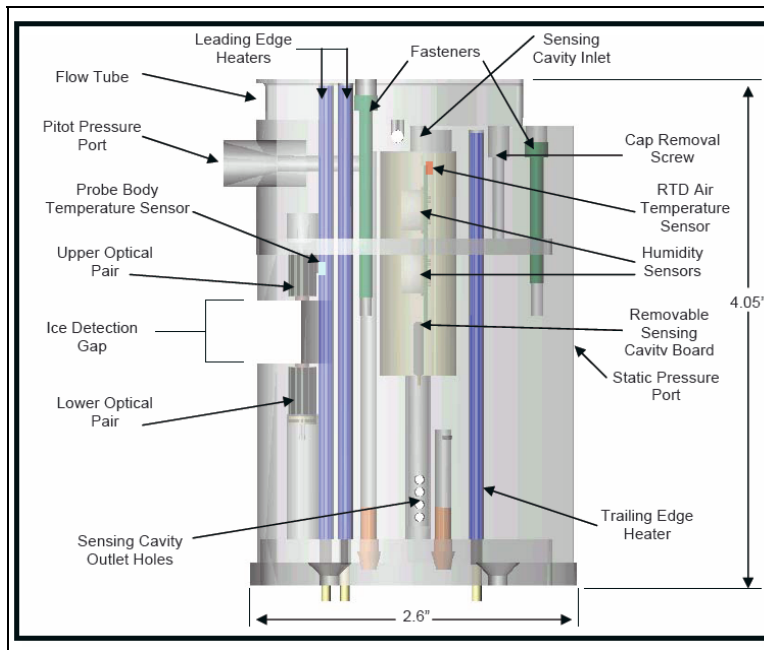 Leading Edge
Heaters
Fasteners
Sensing
Cavity Inlet
Flow Tube
Pitot Pressure
Port
Cap Removal
Screw
Probe Body
Temperature Sensor
RTD Air
Temperature
Sensor
Upper Optical
Pair
Humidity
Sensors
4.05"
Ice Detection
Gap
Removable
Sensing
Cavity Board
Static Pressure
Port
Lower Optical
Pair
Sensing Cavity
Outlet Holes
Trailing Edge
Heater
2.6"